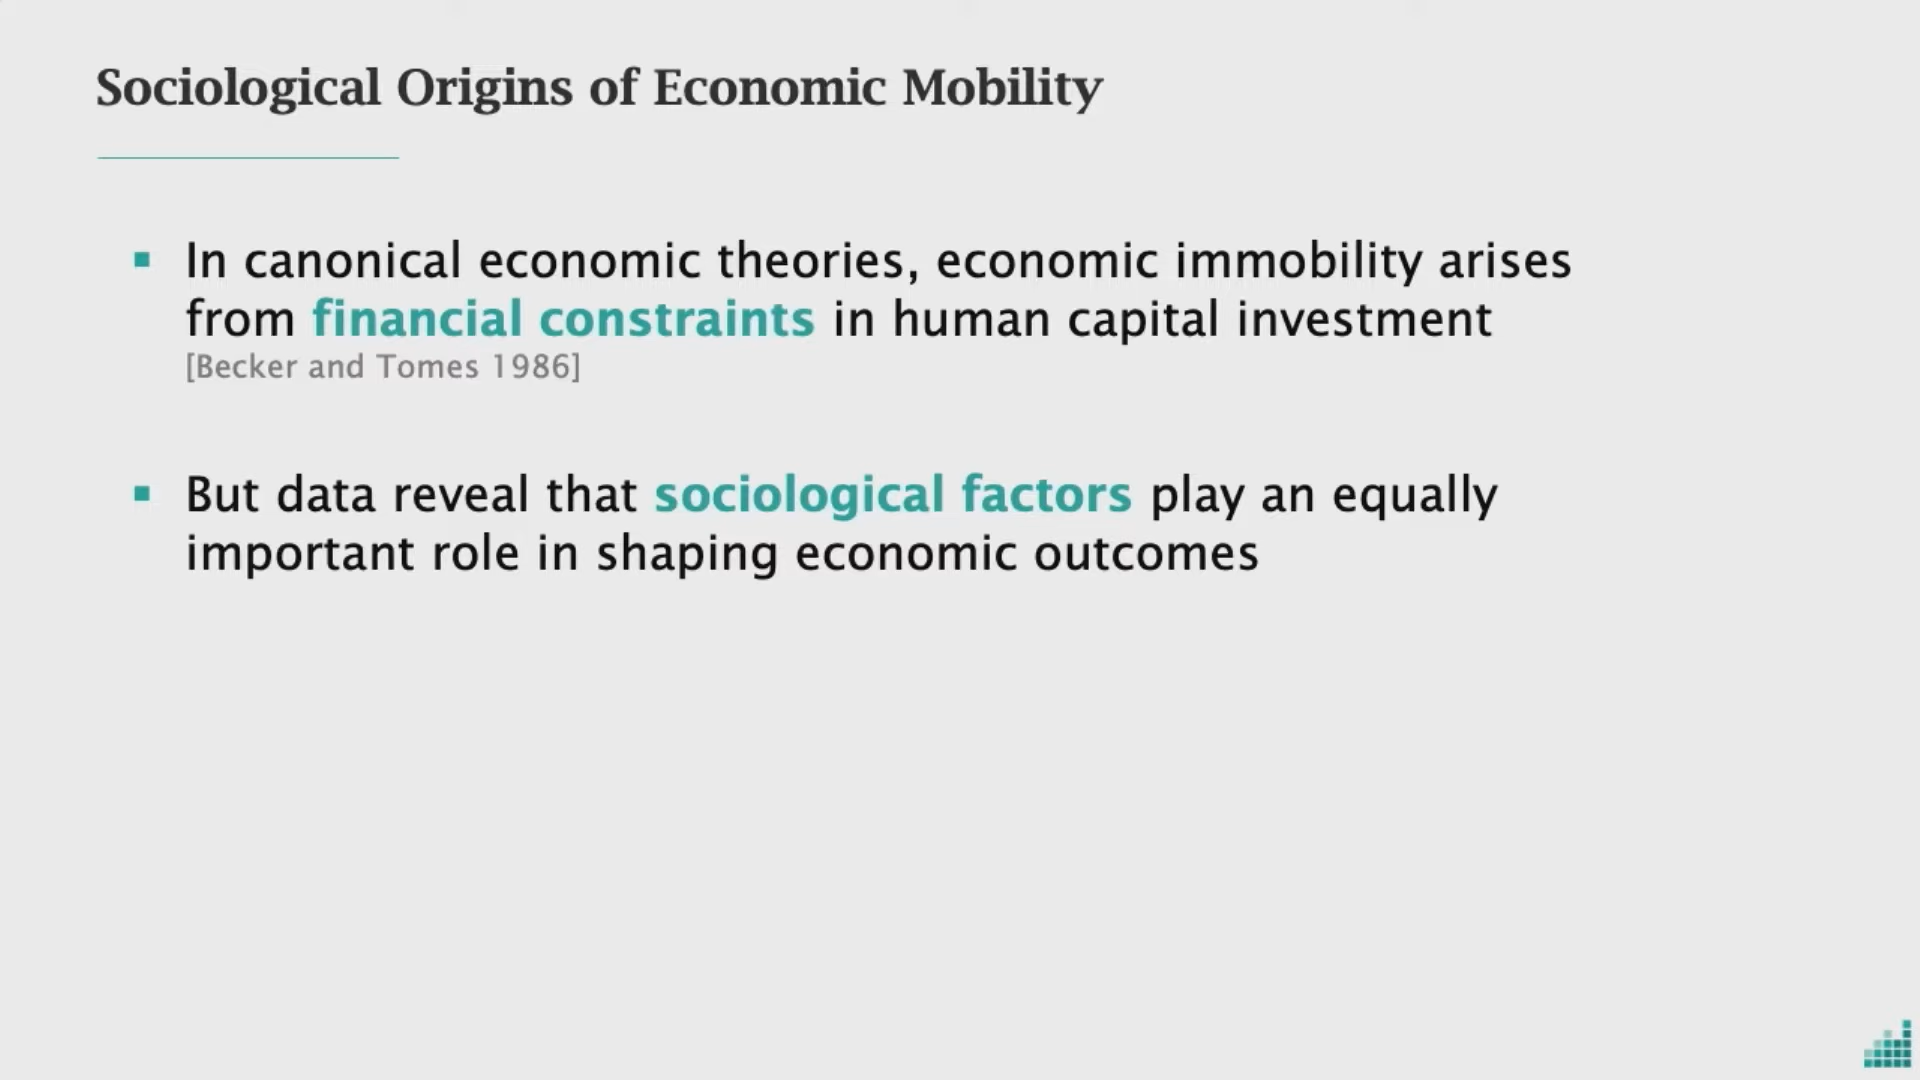 Sociological Origins of Economic Mobility
In canonical economic theories, economic immobility arises
from financial constraints in human capital investment
[Becker and Tomes 1986]
But data reveal that sociological factors play an equally
important role in shaping economic outcomes